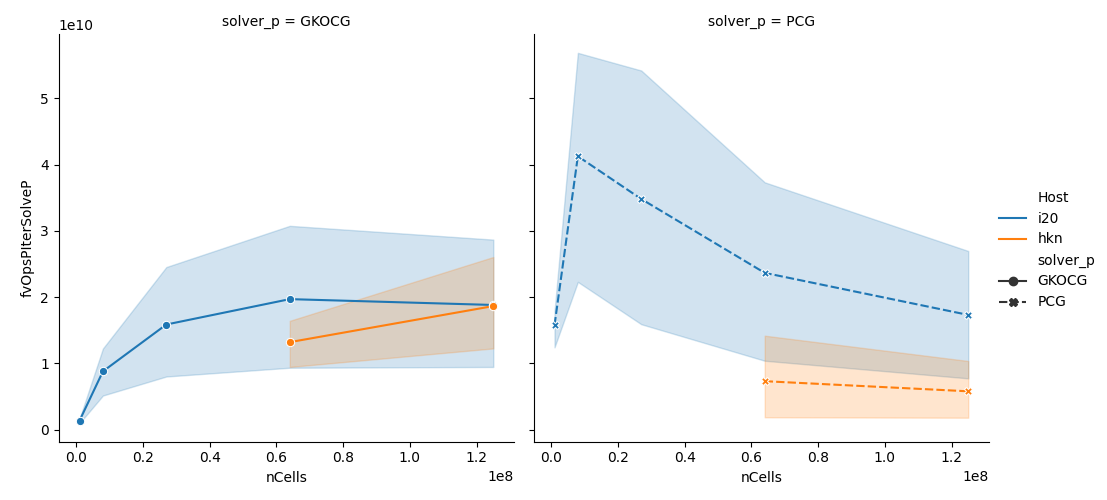 solver_p = GKOCG
solver_p = PCG
1e10
5
4
3
2
1
0
fvOpsPIterSolveP
0.0 0.2 0.4 0.6 0.8 1.0 1.2
1e8
nCells
0.0 0.2 0.4 0.6 0.8 1.0 1.2
1e8
nCells
Host
i20
hkn
solver_p
GKOCG
PCG